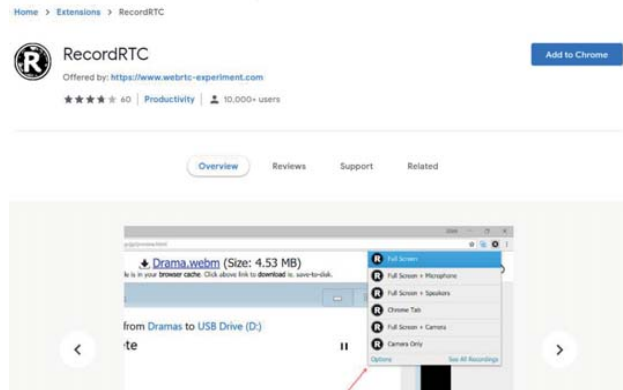 Home > Extensions > RecordRTC
R
RecordRTC
Add to Chrome
Offered by: https://www.webrtc-experiment.com
60 | Productivity | 10,000+ users
Overview Reviews Support Related
Drama.webm (Size: 4.53 MB)
le is in your browser cache. Click above link to download ie. save-to-disk.
R Full Screen
R Full Screen + Microphone
R Full Screen + Speakers
R Chrome Tab
R Full Screen + Camera
R Camera Only
Options See All Recordings
from Dramas to USB Drive (D:)
te